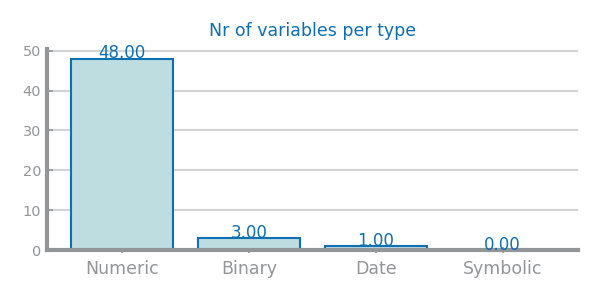 Nr of variables per type
50
40
30
20
10
0
48.00
3.00
1.00
0.00
Numeric
Binary
Date
Symbolic